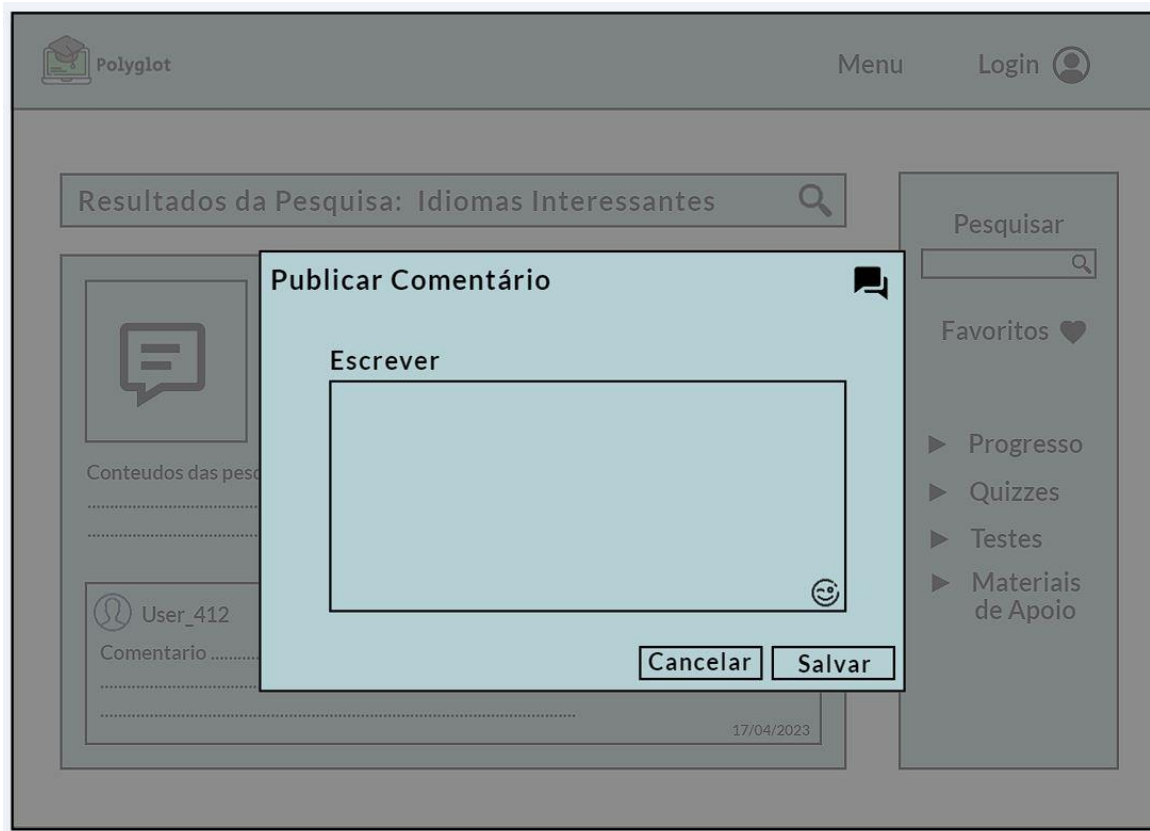 Polyglot
Menu
Login
Resultados da Pesquisa: Idiomas Interessantes
Publicar Comentário
Escrever
Cancelar
Salvar
Conteudos das
..............................................
..............................................
User_412
Comentario ............
..............................................
..............................................................................................................
17/04/2023
Pesquisar
Favoritos
Progresso
Quizzes
Testes
Materiais
de Apoio